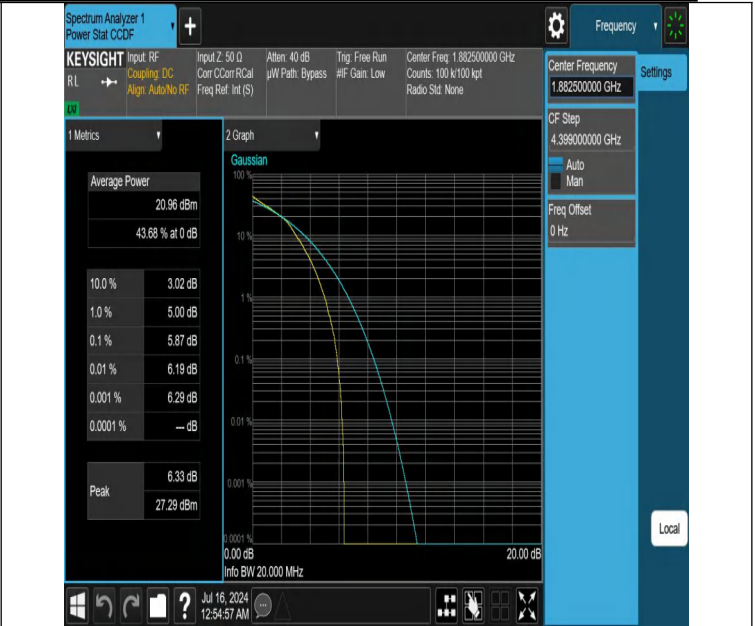 Spectrum Analyzer 1
Power Stat CCDF
Frequency
KEYSIGHT
RL
LXI
Input: RF
Coupling: DC
Align: Auto/No RF
Input Z: 50 Ω
Corr CCorr RCal
Freq Ref: Int (S)
Atten: 40 dB
µW Path: Bypass
Trig: Free Run
#IF Gain: Low
Center Freq: 1.882500000 GHz
Counts: 100 k/100 kpt
Radio Std: None
Center Frequency
1.882500000 GHz
Settings
CF Step
4.399000000 GHz
Auto
Man
Freq Offset
0 Hz
1 Metrics
Average Power
20.96 dBm
43.68 % at 0 dB
10.0 % 3.02 dB
1.0 % 5.00 dB
0.1 % 5.87 dB
0.01 % 6.19 dB
0.001 % 6.29 dB
0.0001 % --- dB
Peak
6.33 dB
27.29 dBm
2 Graph
Gaussian
100 %
10 %
1 %
0.1 %
0.01 %
0.001 %
0.0001 %
0.00 dB 20.00 dB
Info BW 20.000 MHz
Local
?
Jul 16, 2024
12:54:57 AM